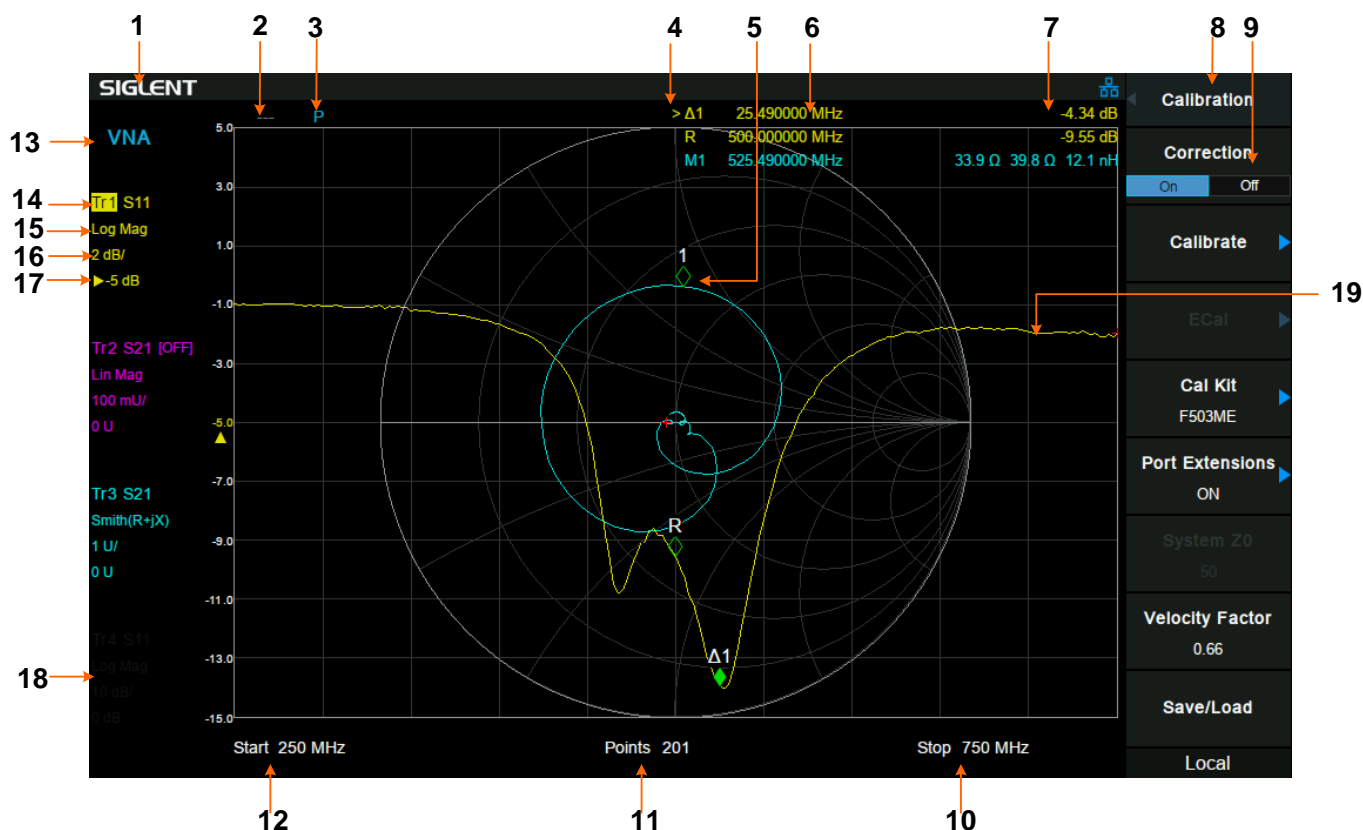 1 2 3 4 5 6 7 8 9
SIGLENT
Calibration
--- P > Δ1 25.490000 MHz -4.34 dB
R 500.000000 MHz -9.55 dB
M1 525.490000 MHz 33.9 Ω 39.8 Ω 12.1 nH
13 VNA
14 Tr1 S11
15 Log Mag
16 2 dB/
17 ▶-5 dB
Tr2 S21 [OFF]
Lin Mag
100 mU/
0 U
Tr3 S21
Smith(R+jX)
1 U/
0 U
Tr4 S11
Log Mag
18
10 dB/
0 dB
5.0
3.0
1.0
-1.0
-3.0
-5.0
-7.0
-9.0
-11.0
-13.0
-15.0
1
R
Δ1
Correction
On Off
Calibrate
19
ECal
Cal Kit
F503ME
Port Extensions
ON
System Z0
50
Velocity Factor
0.66
Save/Load
Local
Start 250 MHz Points 201 Stop 750 MHz
12 11 10